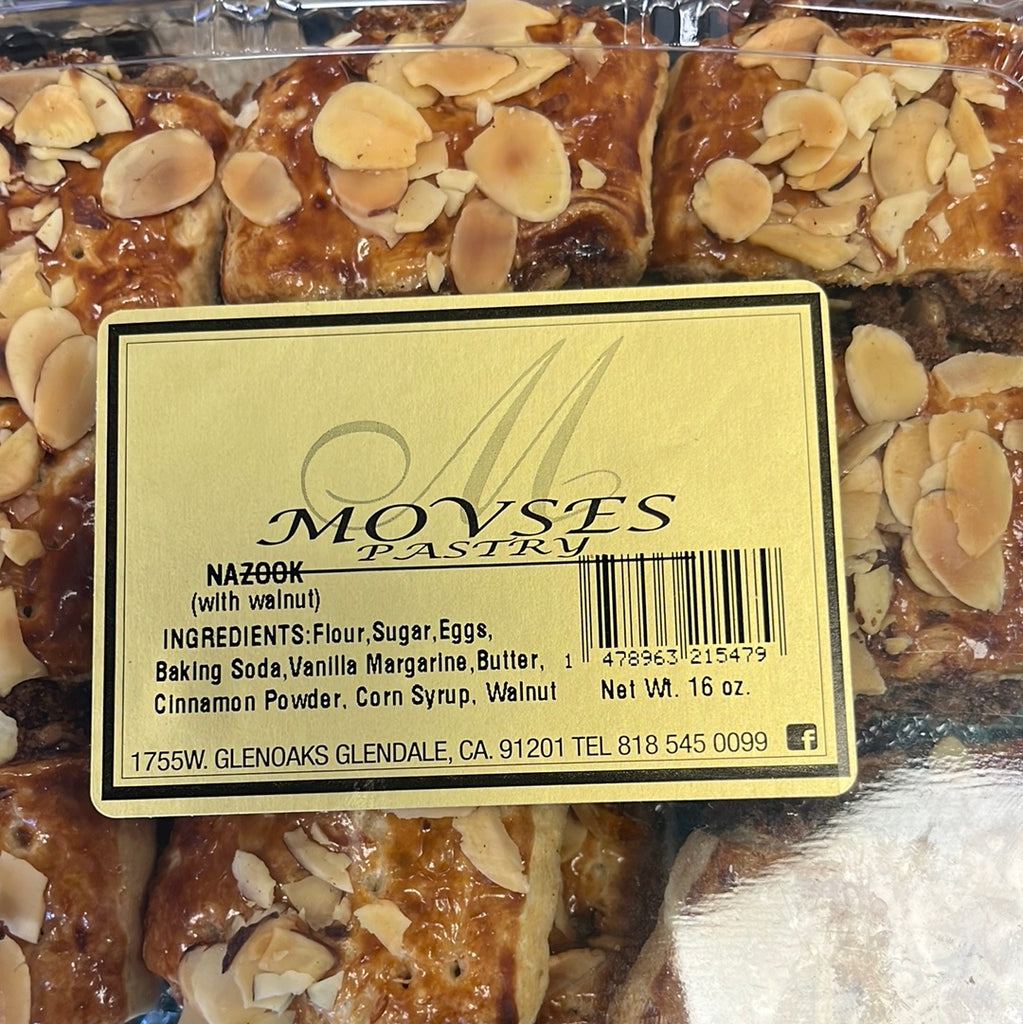 M
MOVSES
PASTRY
NAZOOK
(with walnut)
INGREDIENTS:Flour,Sugar,Eggs,
Baking Soda,Vanilla Margarine,Butter,
Cinnamon Powder, Corn Syrup, Walnut
1 478963 215479
Net Wt. 16 oz.
1755W. GLENOAKS GLENDALE, CA. 91201 TEL 818 545 0099 f